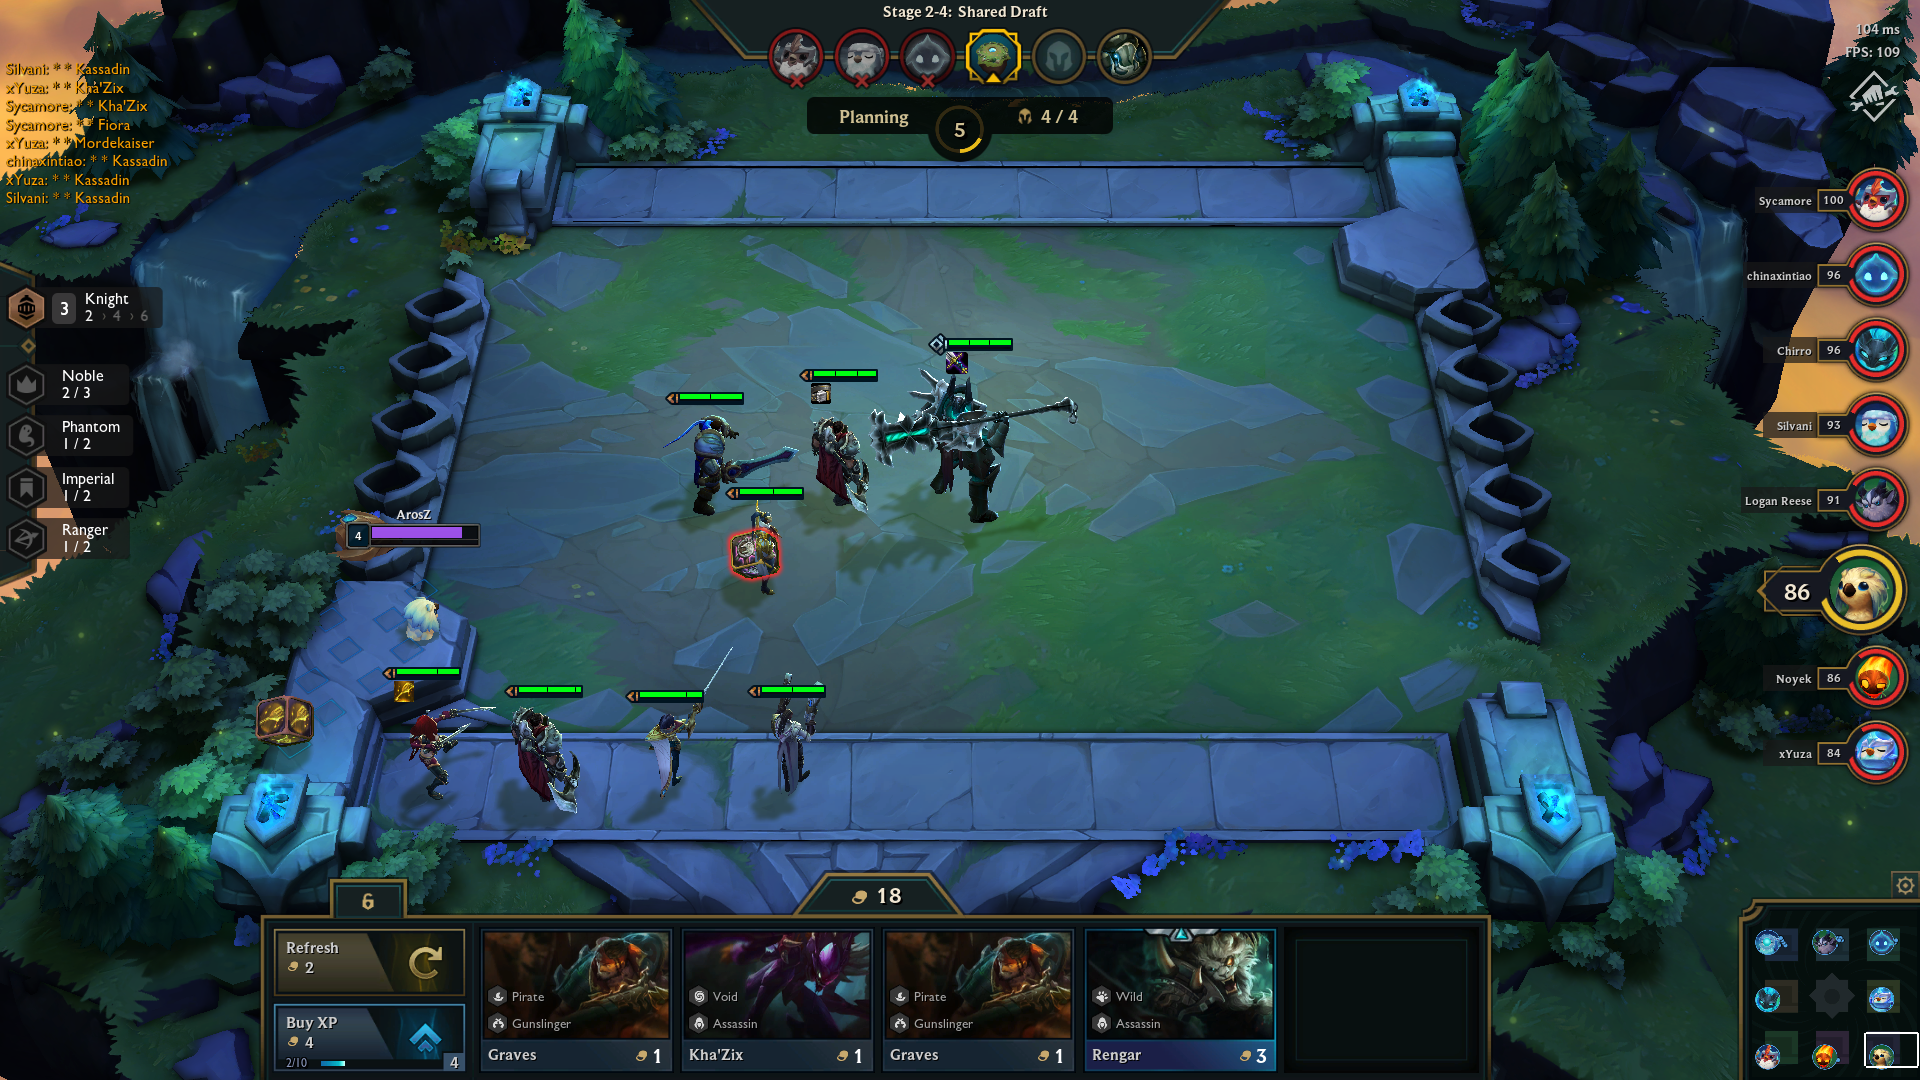 Stage 2-4: Shared Draft
104 ms
FPS: 109
Silvani: * * Kassadin
xYuza: * * Kha'Zix
Sycamore: * * Kha'Zix
Sycamore: * * Fiora
xYuza: * * Mordekaiser
chinaxintiao: * * Kassadin
xYuza: * * Kassadin
Silvani: * * Kassadin
Planning
5
4 / 4
Sycamore 100
chinaxintiao 96
Chirro 96
Silvani 93
Logan Reese 91
86
Noyek 86
xYuza 84
3 Knight
2 › 4 › 6
Noble
2 / 3
Phantom
1 / 2
Imperial
1 / 2
Ranger
1 / 2
ArosZ
4
6
18
Refresh
2
Buy XP
4
2/10
4
Pirate
Gunslinger
Graves 1
Void
Assassin
Kha'Zix 1
Pirate
Gunslinger
Graves 1
Wild
Assassin
Rengar 3